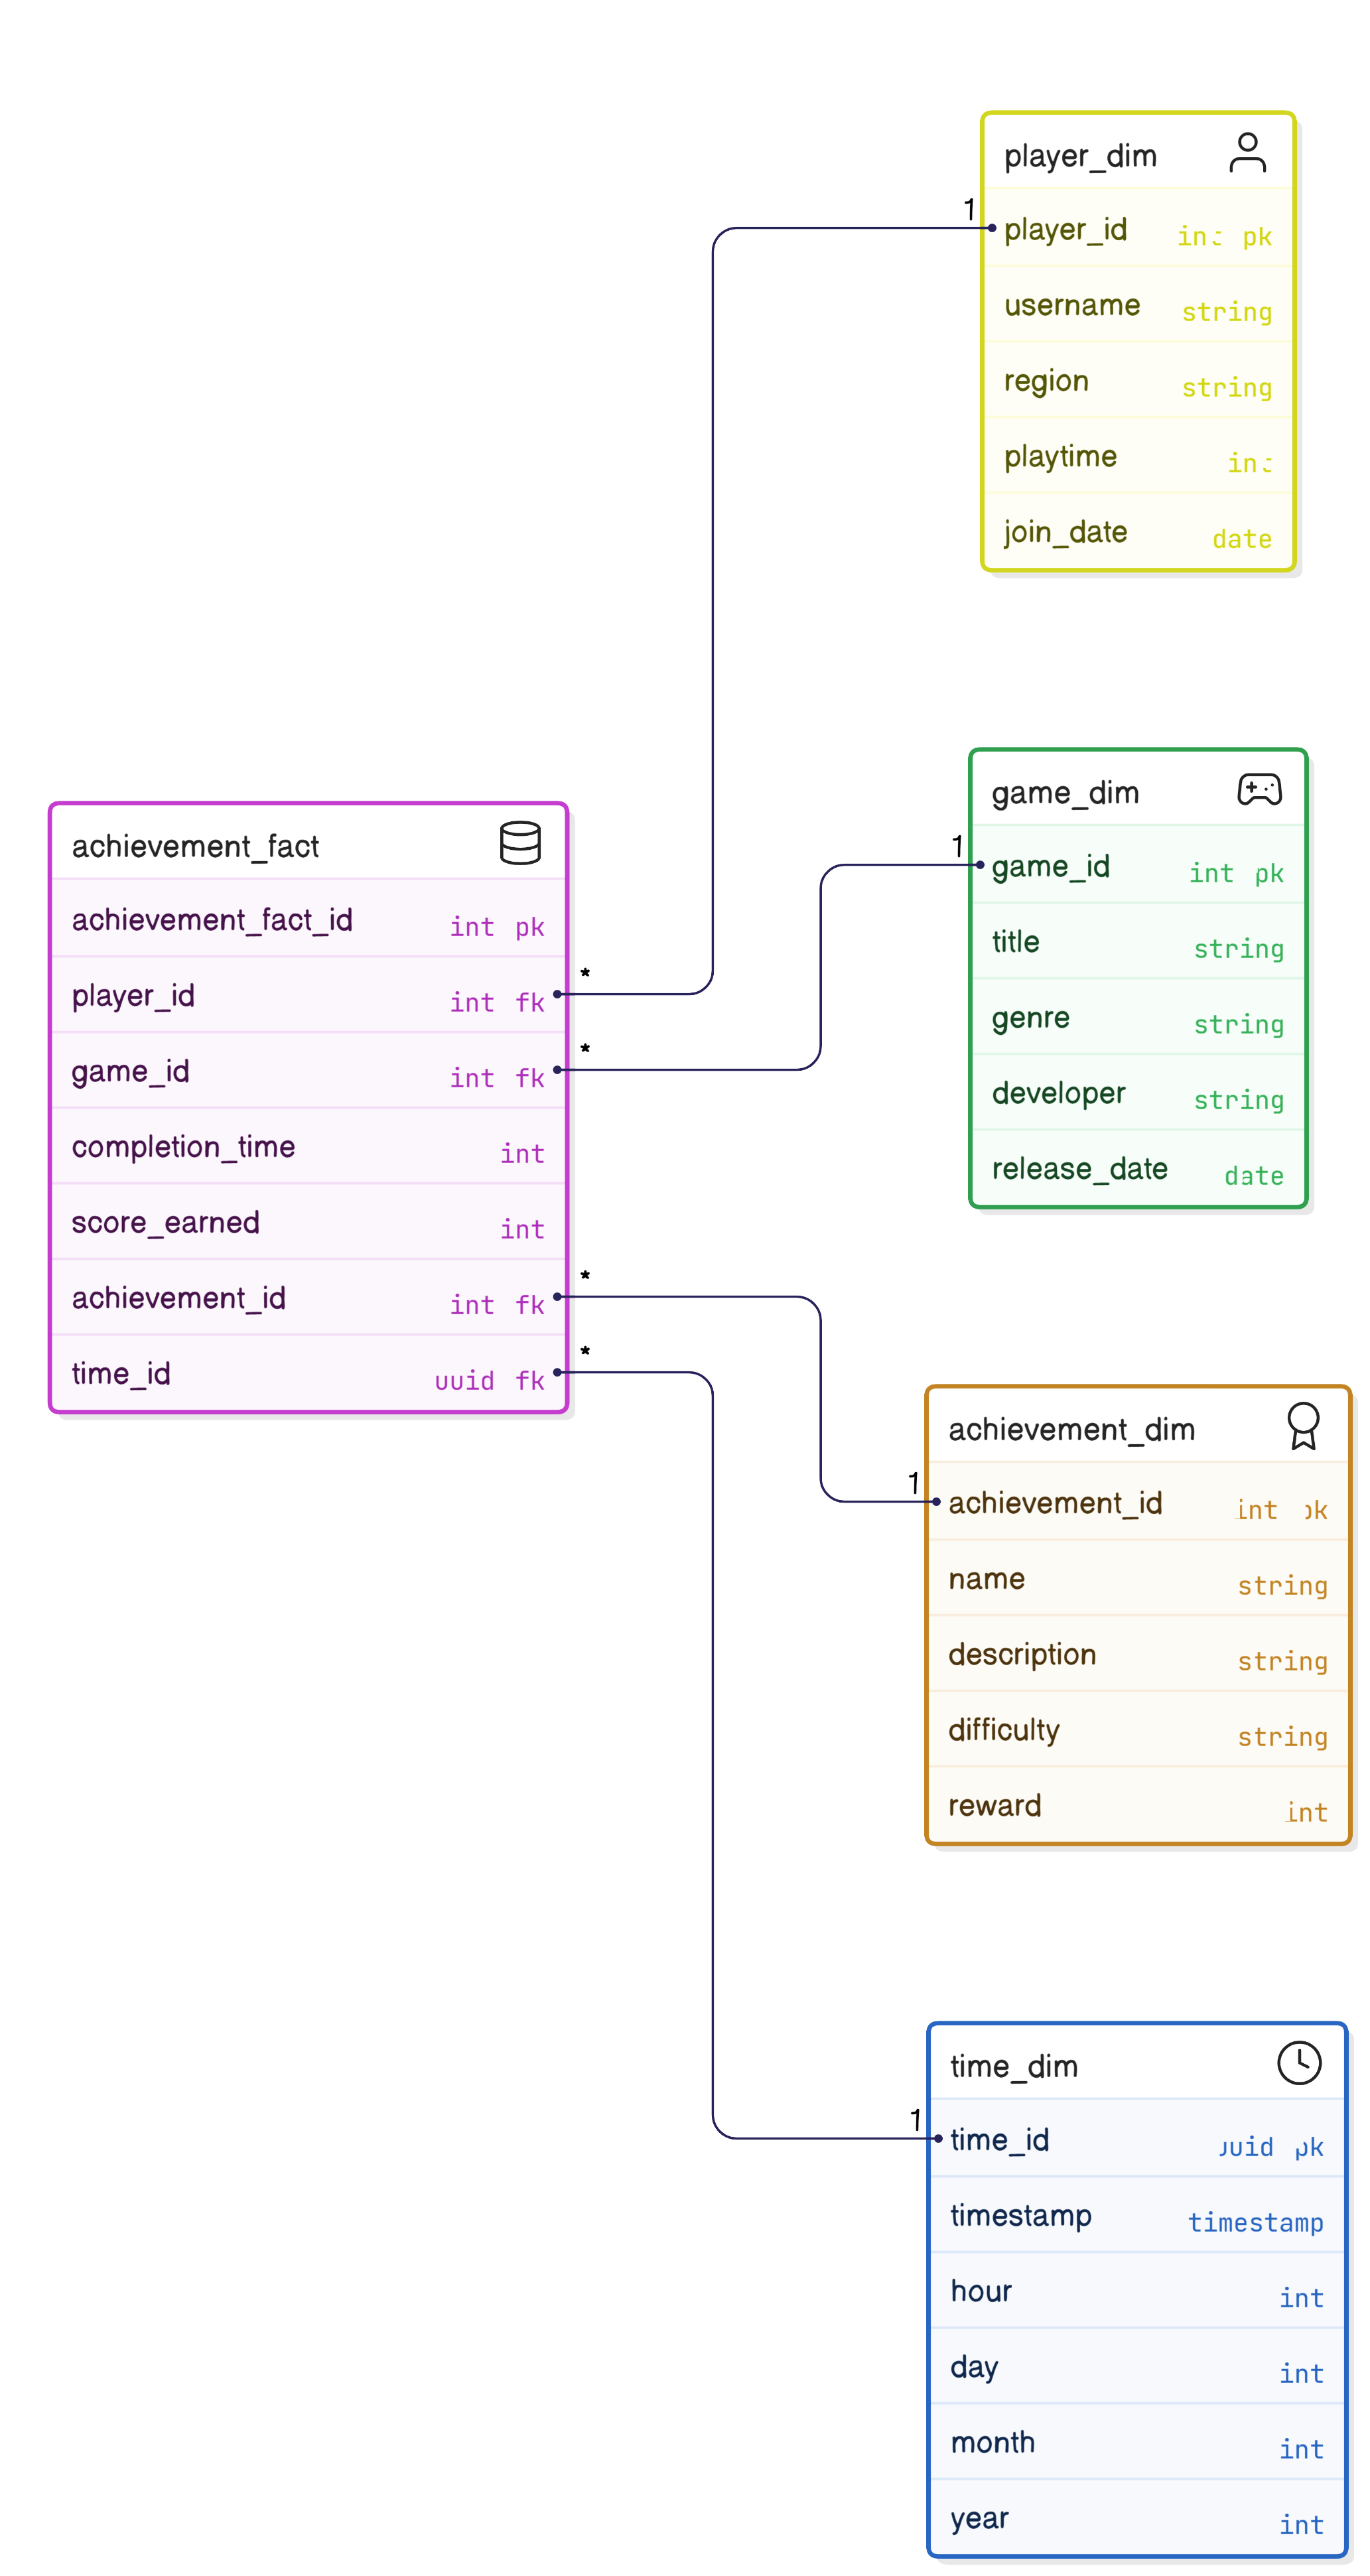 player_dim
player_id int pk
username string
region string
playtime int
join_date date
1
game_dim
game_id int pk
title string
genre string
developer string
release_date date
1
achievement_fact
achievement_fact_id int pk
player_id int fk *
game_id int fk *
completion_time int
score_earned int
achievement_id int fk *
time_id uuid fk *
achievement_dim
1 achievement_id int pk
name string
description string
difficulty string
reward int
time_dim
1 time_id uuid pk
timestamp timestamp
hour int
day int
month int
year int